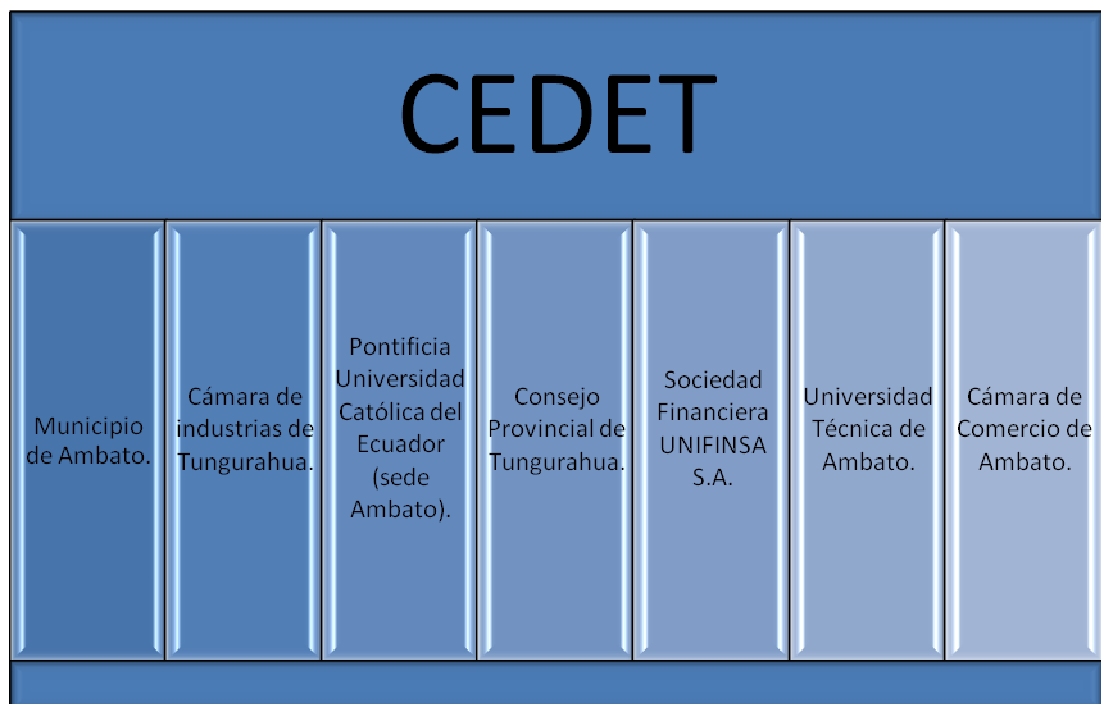 CEDET
Municipio
de Ambato.
Cámara de
industrias de
Tungurahua.
Pontificia
Universidad
Católica del
Ecuador
(sede
Ambato).
Consejo
Provincial de
Tungurahua.
Sociedad
Financiera
UNIFINSA
S.A.
Universidad
Técnica de
Ambato.
Cámara de
Comercio de
Ambato.